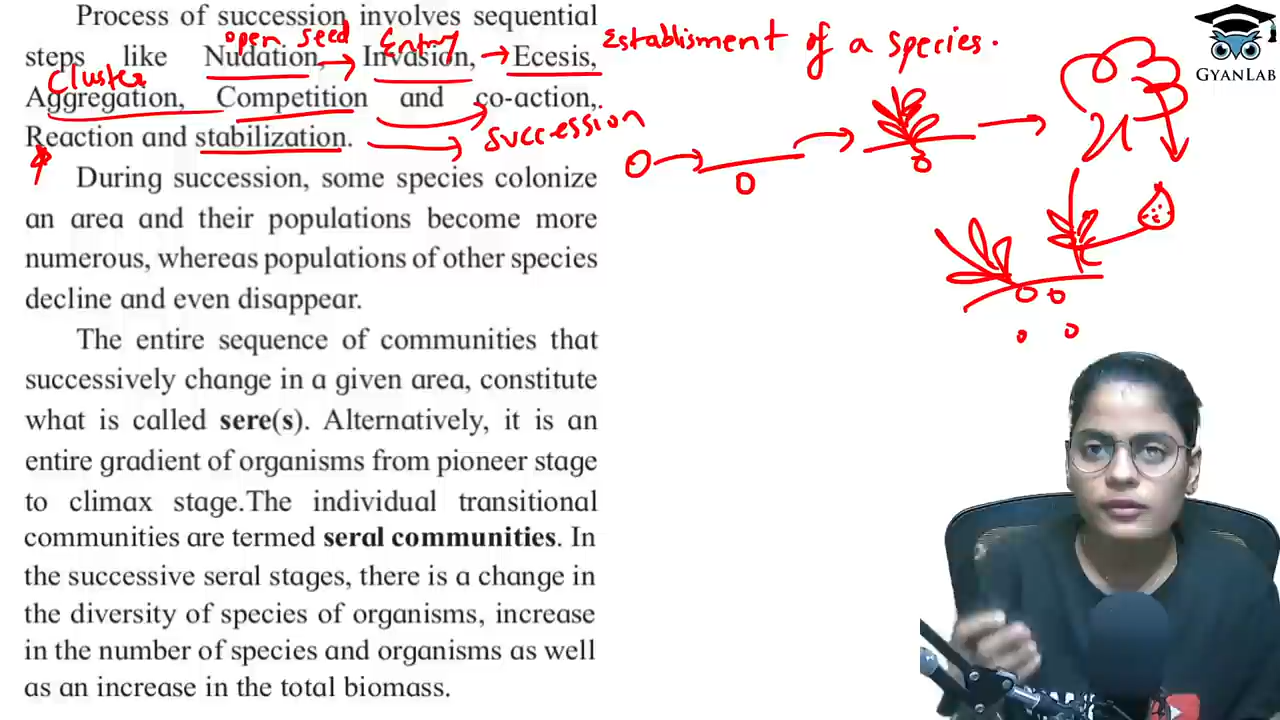 Process of succession involves sequential
open seed Entry
steps like Nudation, Invasion, Ecesis, Establisment of a species.
Cluster
Aggregation, Competition and co-action,.
Reaction and stabilization. Succession
During succession, some species colonize
an area and their populations become more
numerous, whereas populations of other species
decline and even disappear.
The entire sequence of communities that
successively change in a given area, constitute
what is called sere(s). Alternatively, it is an
entire gradient of organisms from pioneer stage
to climax stage.The individual transitional
communities are termed seral communities. In
the successive seral stages, there is a change in
the diversity of species of organisms, increase
in the number of species and organisms as well
as an increase in the total biomass.
GYANLAB